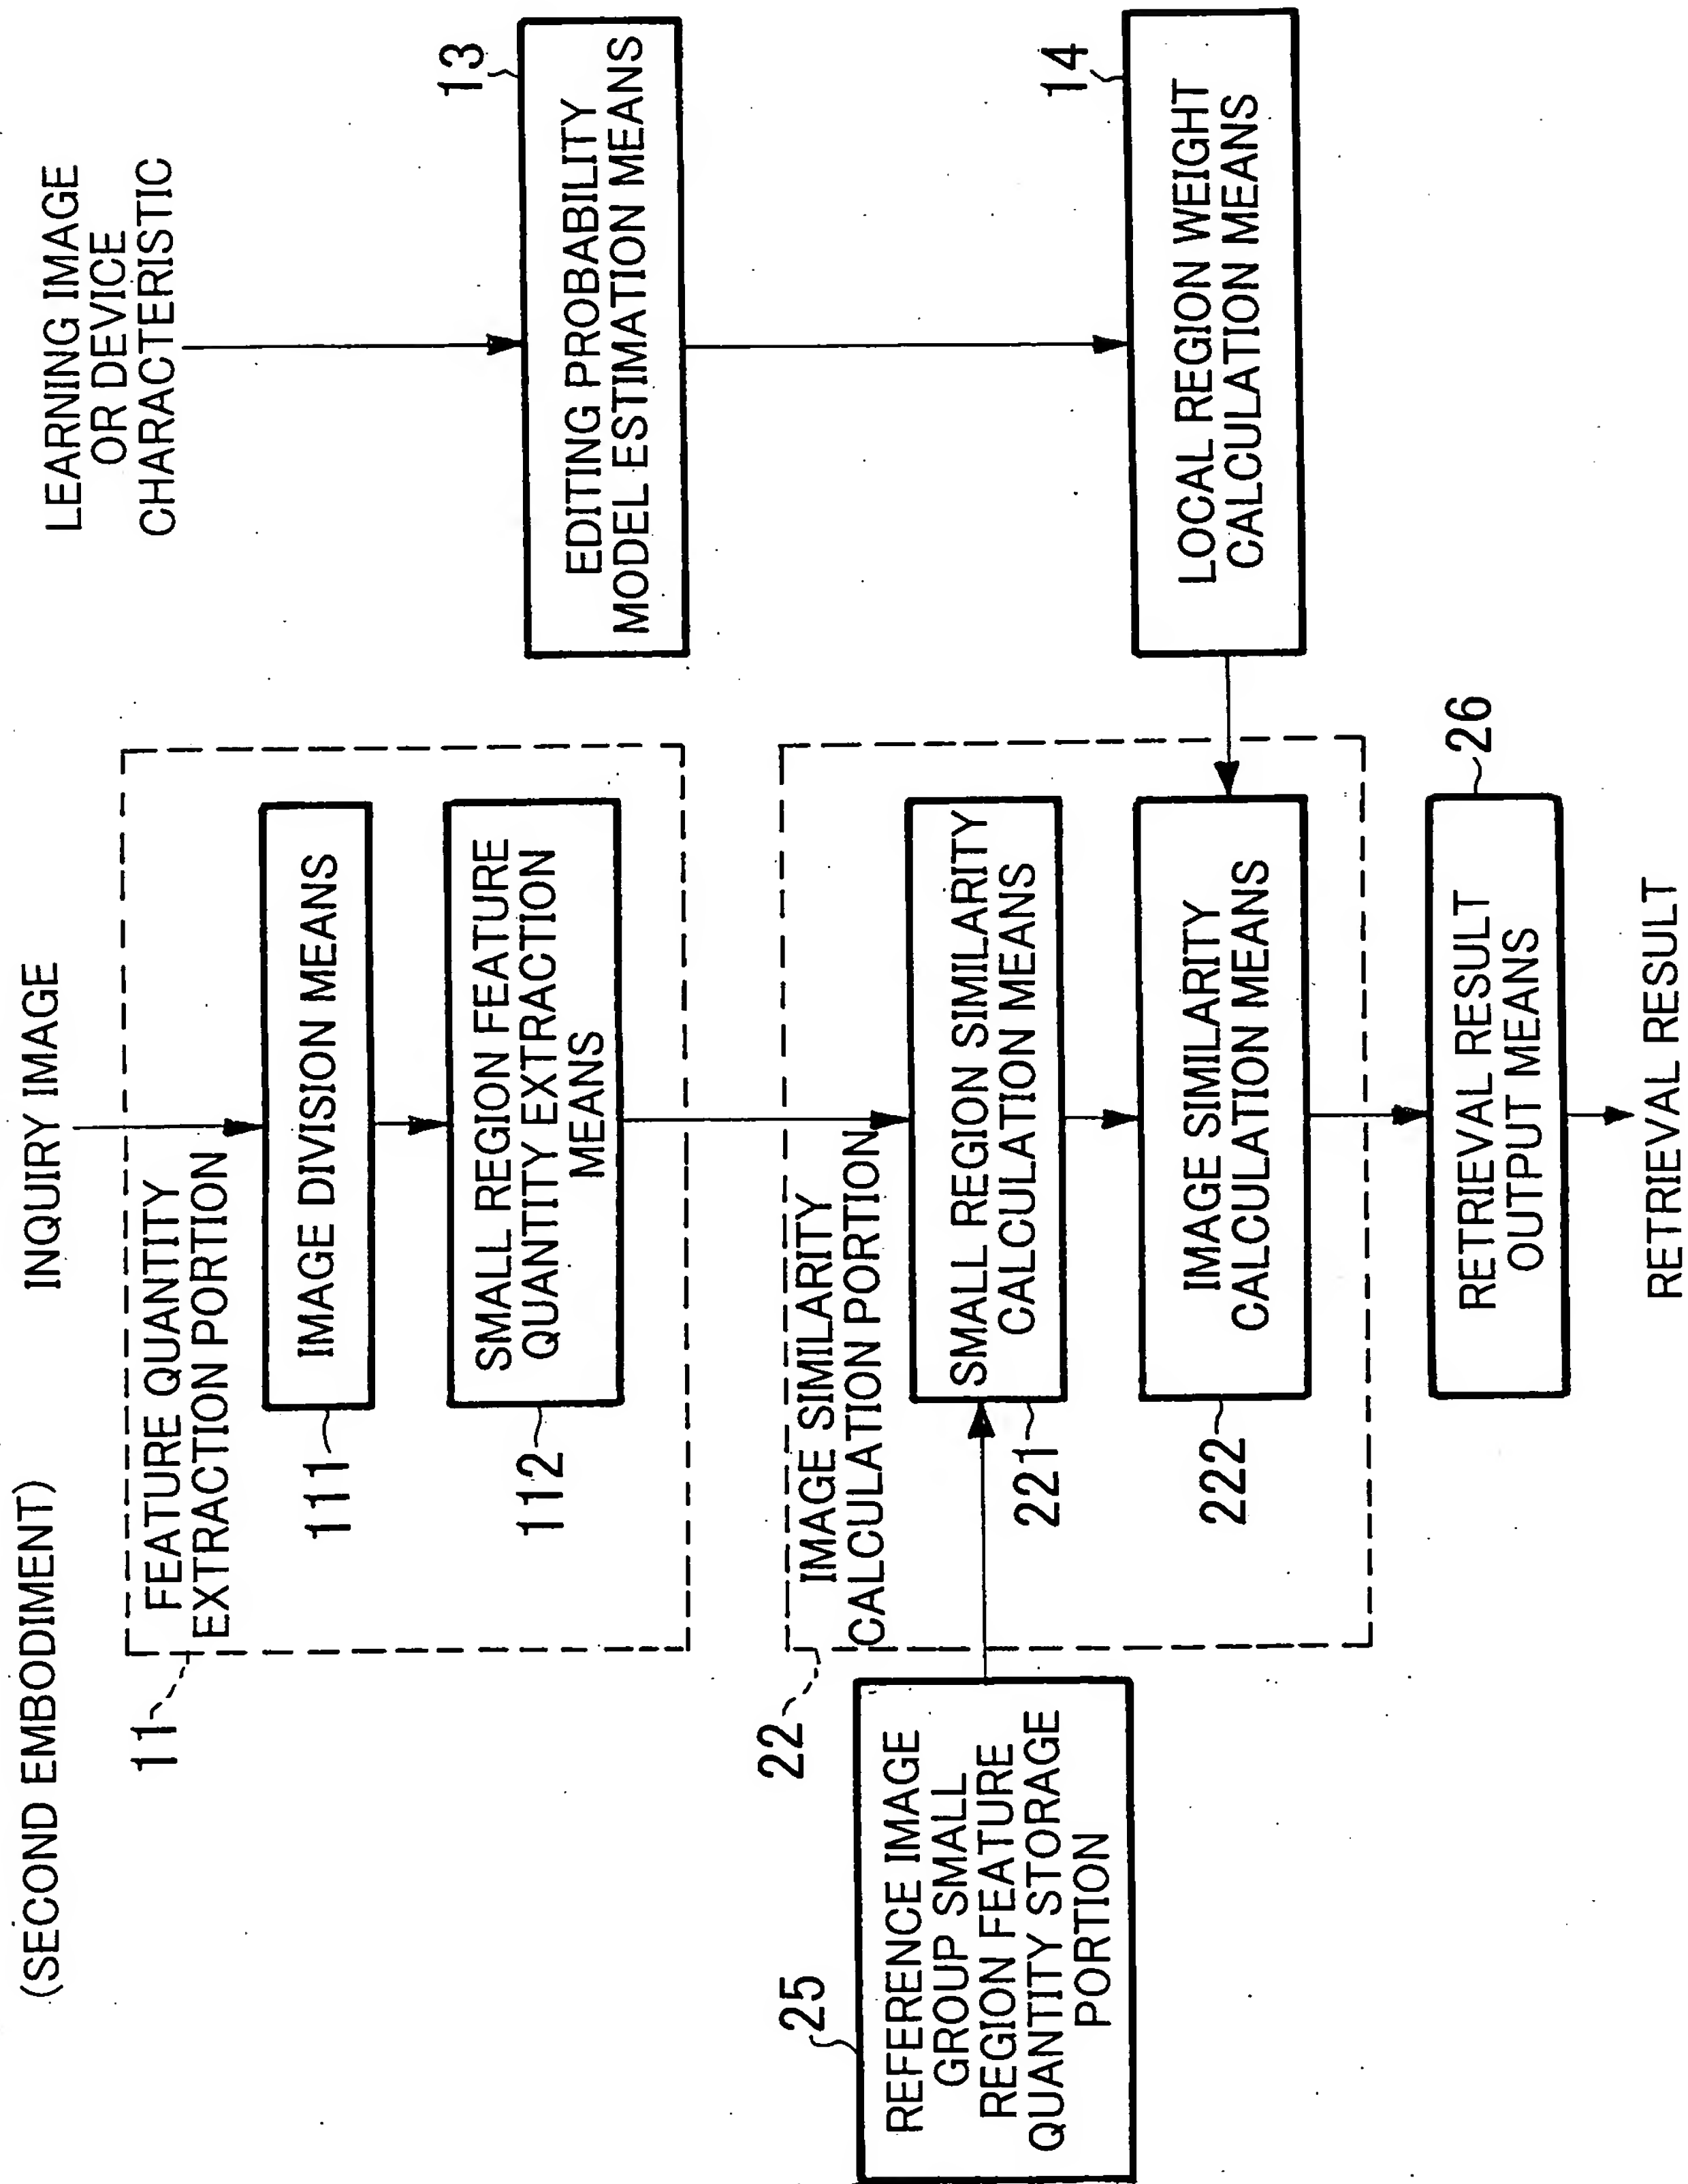 (SECOND EMBODIMENT)
INQUIRY IMAGE
LEARNING IMAGE
OR DEVICE
CHARACTERISTIC
11
FEATURE QUANTITY
EXTRACTION PORTION
111
IMAGE DIVISION MEANS
112
SMALL REGION FEATURE
QUANTITY EXTRACTION
MEANS
13
EDITING PROBABILITY
MODEL ESTIMATION MEANS
22
IMAGE SIMILARITY
CALCULATION PORTION
25
REFERENCE IMAGE
GROUP SMALL
REGION FEATURE
QUANTITY STORAGE
PORTION
221
SMALL REGION SIMILARITY
CALCULATION MEANS
222
IMAGE SIMILARITY
CALCULATION MEANS
14
LOCAL REGION WEIGHT
CALCULATION MEANS
26
RETRIEVAL RESULT
OUTPUT MEANS
RETRIEVAL RESULT